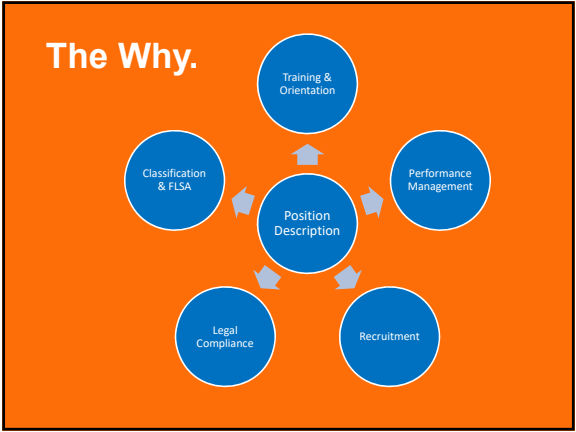 The Why.
Training &
Orientation
Classification
& FLSA
Performance
Management
Position
Description
Legal
Compliance
Recruitment